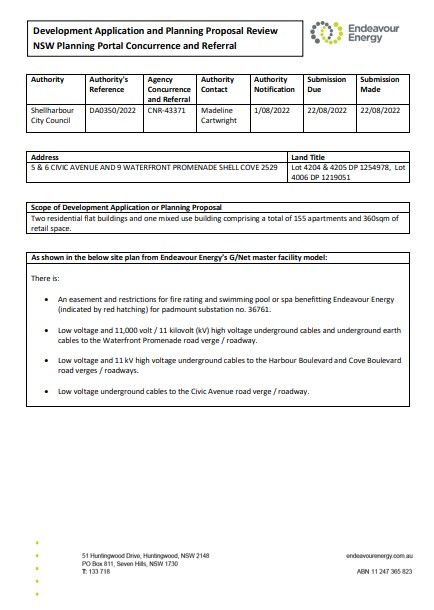 Development Application and Planning Proposal Review
NSW Planning Portal Concurrence and Referral
Endeavour
Energy
Authority
Authority's Reference
Agency Concurrence and Referral
Authority Contact
Authority Notification
Submission Due
Submission Made
Shellharbour City Council
DA0350/2022
CNR-43371
Madeline Cartwright
1/08/2022
22/08/2022
22/08/2022
Address
Land Title
5 & 6 CIVIC AVENUE AND 9 WATERFRONT PROMENADE SHELL COVE 2529
Lot 4204 & 4205 DP 1254978, Lot
4006 DP 1219051
Scope of Development Application or Planning Proposal
Two residential flat buildings and one mixed use building comprising a total of 155 apartments and 360sqm of
retail space.
As shown in the below site plan from Endeavour Energy's G/Net master facility model:
There is:
• An easement and restrictions for fire rating and swimming pool or spa benefitting Endeavour Energy
(indicated by red hatching) for padmount substation no. 36761.
• Low voltage and 11,000 volt / 11 kilovolt (kV) high voltage underground cables and underground earth
cables to the Waterfront Promenade road verge / roadway.
• Low voltage and 11 kV high voltage underground cables to the Harbour Boulevard and Cove Boulevard
road verges / roadways.
• Low voltage underground cables to the Civic Avenue road verge / roadway.
51 Huntingwood Drive, Huntingwood, NSW 2148
PO Box 811, Seven Hills, NSW 1730
T: 133 718
endeavourenergy.com.au
ABN 11 247 365 823